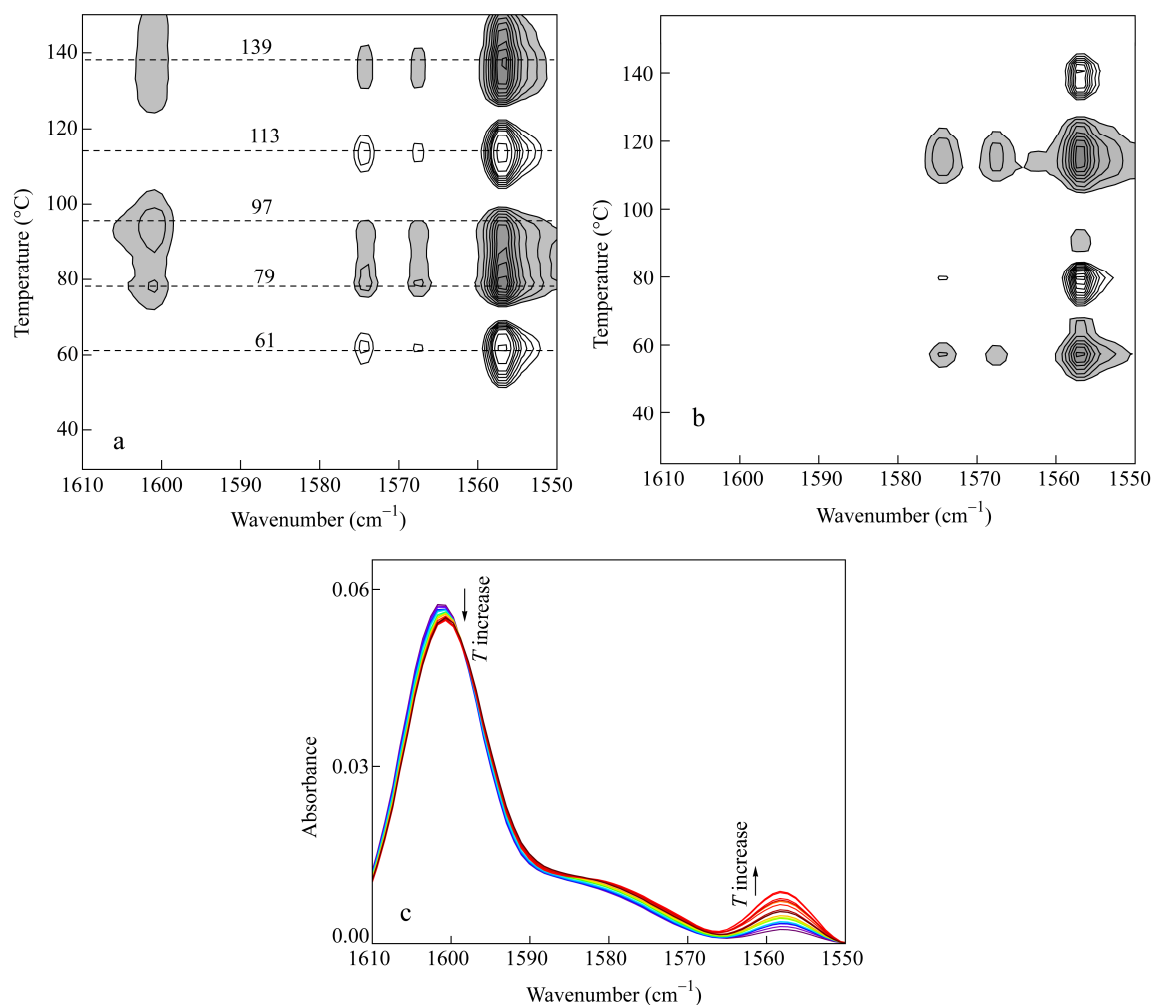 140
139
120
113
100
97
80
79
60
61
40
Temperature (°C)
a
1610 1600 1590 1580 1570 1560 1550
Wavenumber (cm⁻¹)
140
120
100
80
60
40
Temperature (°C)
b
1610 1600 1590 1580 1570 1560 1550
Wavenumber (cm⁻¹)
0.06
0.03
0.00
Absorbance
T increase
T increase
c
1610 1600 1590 1580 1570 1560 1550
Wavenumber (cm⁻¹)